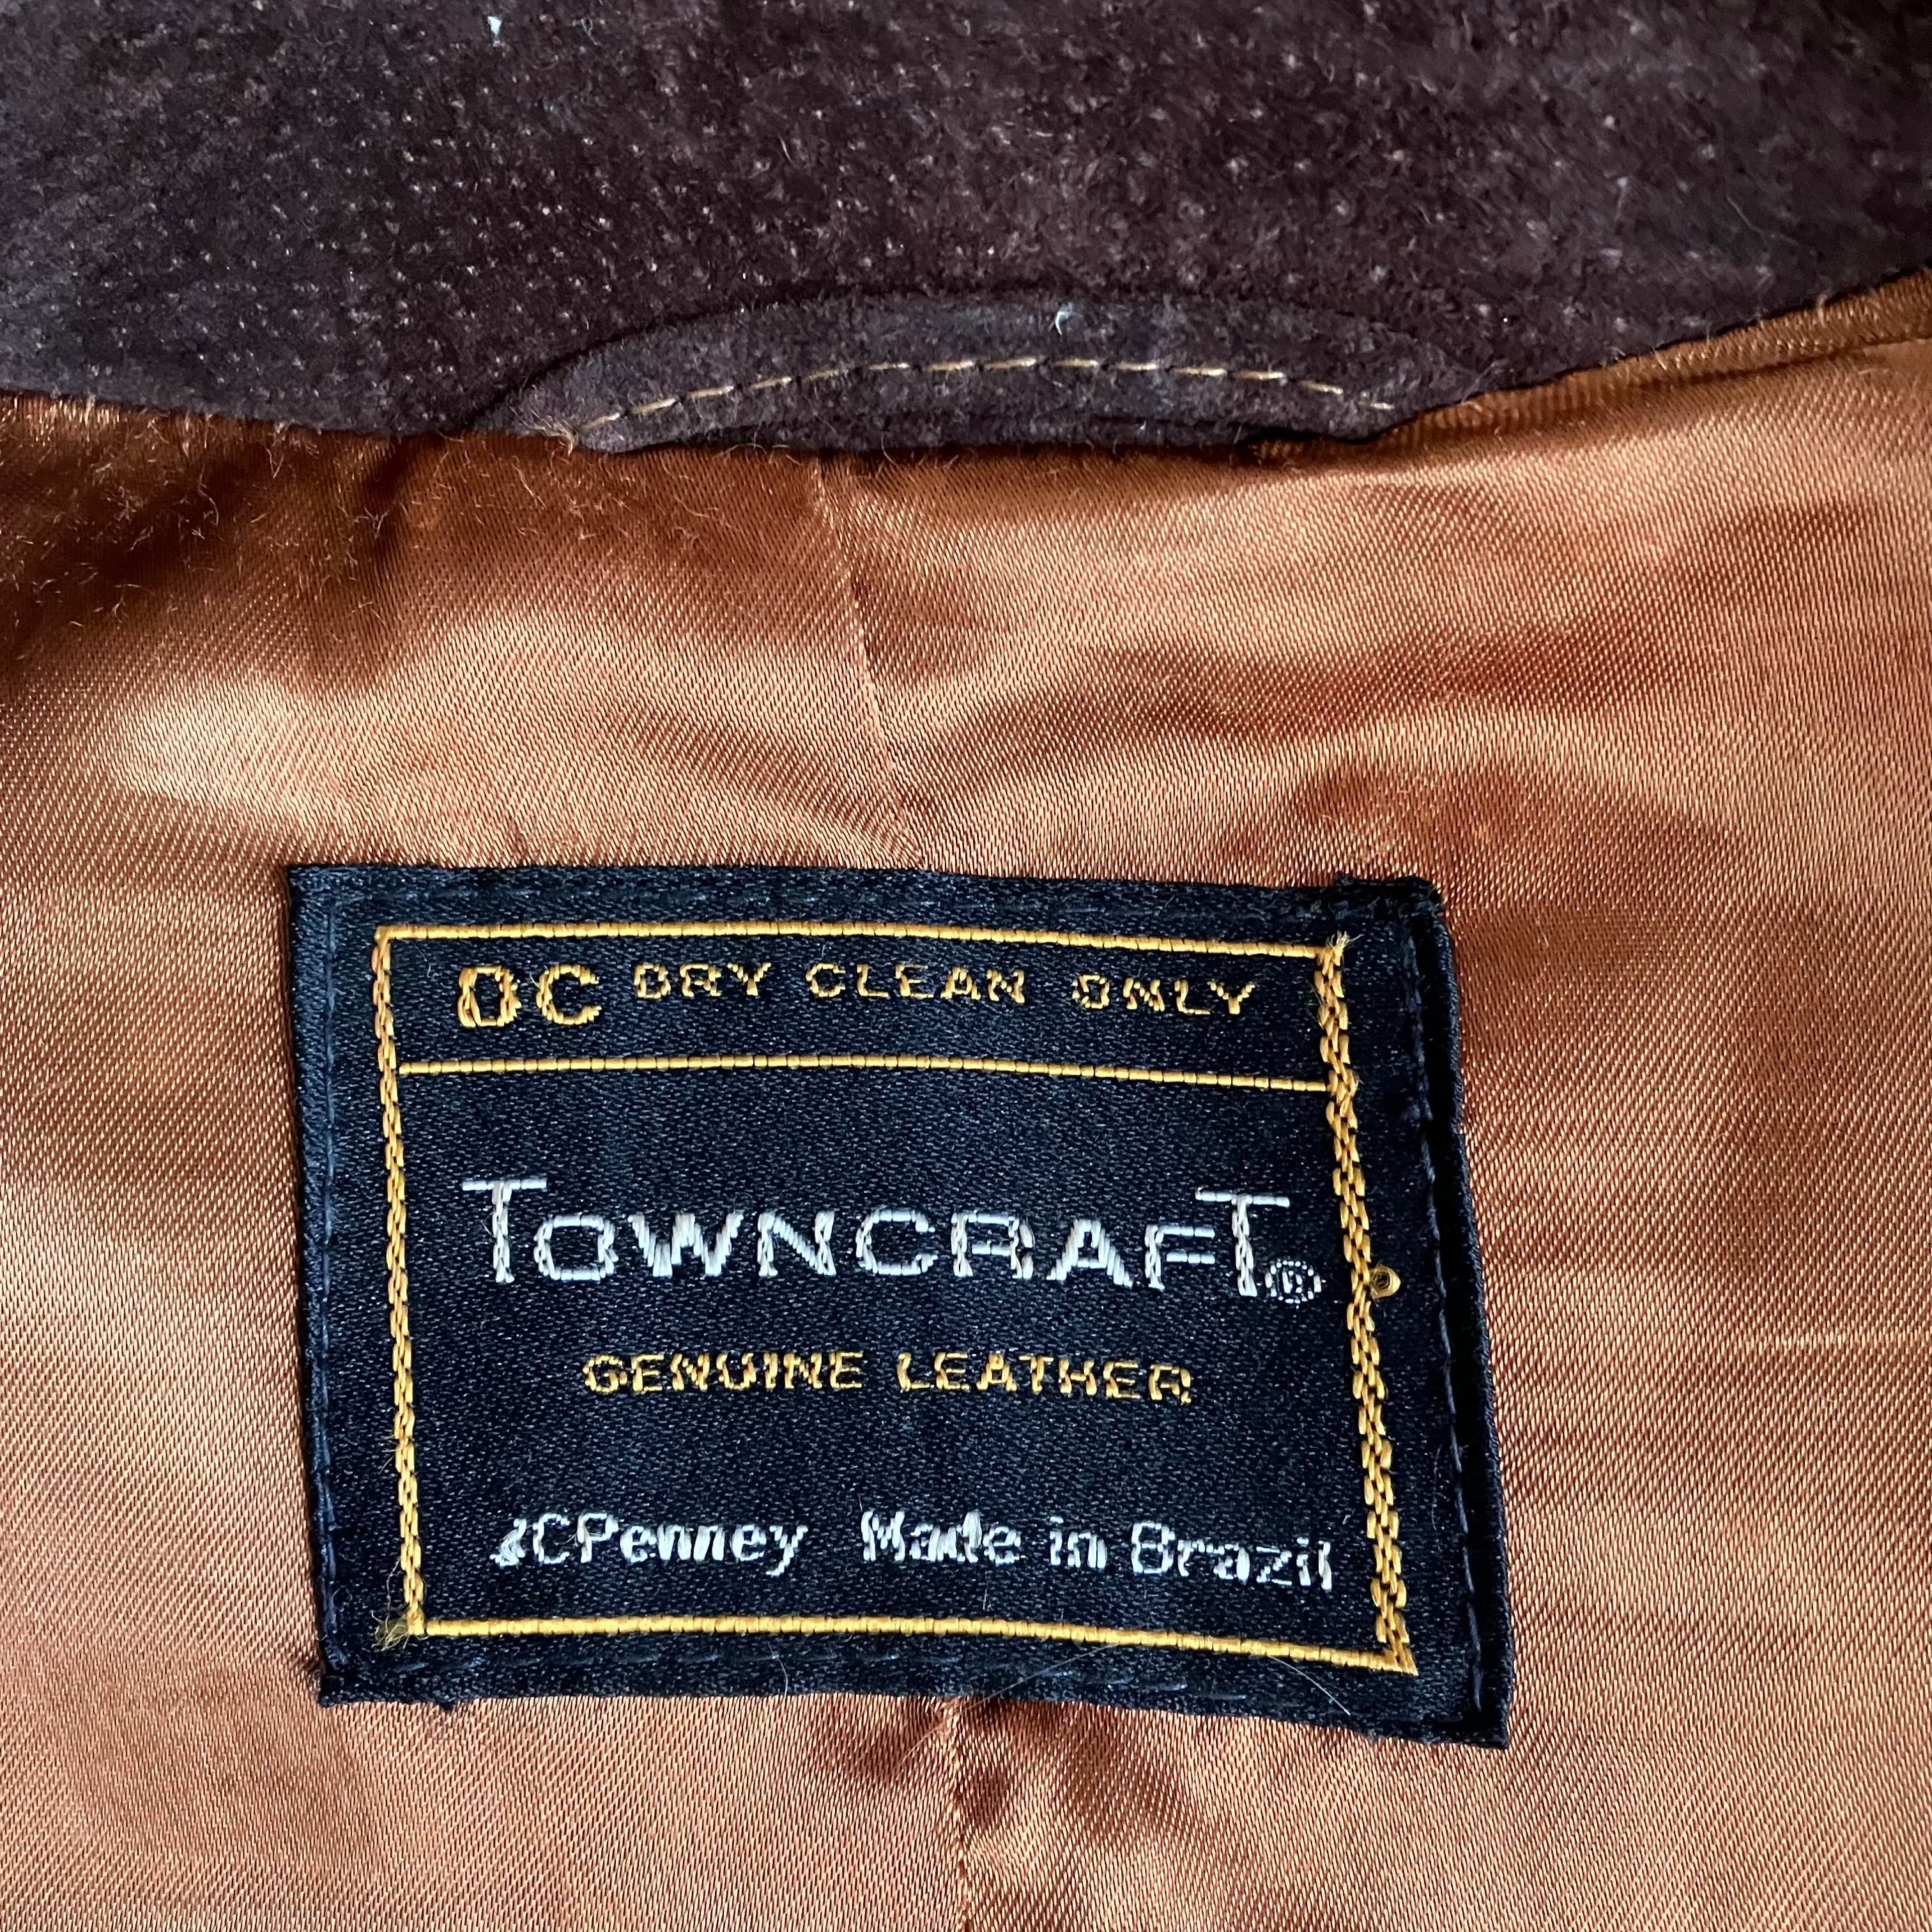 DC DRY CLEAN ONLY
TOWNCRAFT®
GENUINE LEATHER
JCPenney Made in Brazil